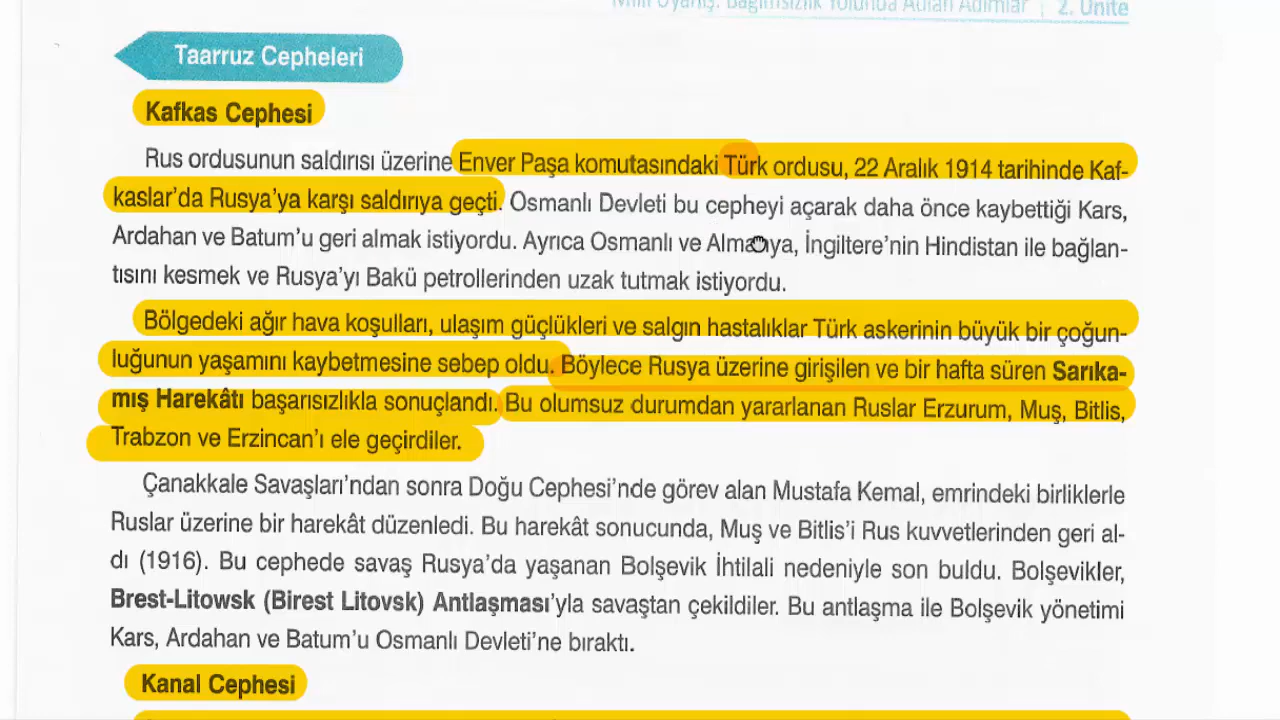 Millî Uyanış: Bağımsızlık Yolunda Atılan Adımlar | 2. Ünite
Taarruz Cepheleri
Kafkas Cephesi
Rus ordusunun saldırısı üzerine Enver Paşa komutasındaki Türk ordusu, 22 Aralık 1914 tarihinde Kaf-
kaslar'da Rusya'ya karşı saldırıya geçti. Osmanlı Devleti bu cepheyi açarak daha önce kaybettiği Kars,
Ardahan ve Batum'u geri almak istiyordu. Ayrıca Osmanlı ve Almanya, İngiltere'nin Hindistan ile bağlan-
tısını kesmek ve Rusya'yı Bakü petrollerinden uzak tutmak istiyordu.
Bölgedeki ağır hava koşulları, ulaşım güçlükleri ve salgın hastalıklar Türk askerinin büyük bir çoğun-
luğunun yaşamını kaybetmesine sebep oldu. Böylece Rusya üzerine girişilen ve bir hafta süren Sarıka-
mış Harekâtı başarısızlıkla sonuçlandı. Bu olumsuz durumdan yararlanan Ruslar Erzurum, Muş, Bitlis,
Trabzon ve Erzincan'ı ele geçirdiler.
Çanakkale Savaşları'ndan sonra Doğu Cephesi'nde görev alan Mustafa Kemal, emrindeki birliklerle
Ruslar üzerine bir harekât düzenledi. Bu harekât sonucunda, Muş ve Bitlis'i Rus kuvvetlerinden geri al-
dı (1916). Bu cephede savaş Rusya'da yaşanan Bolşevik İhtilali nedeniyle son buldu. Bolşevikler,
Brest-Litowsk (Birest Litovsk) Antlaşması'yla savaştan çekildiler. Bu antlaşma ile Bolşevik yönetimi
Kars, Ardahan ve Batum'u Osmanlı Devleti'ne bıraktı.
Kanal Cephesi